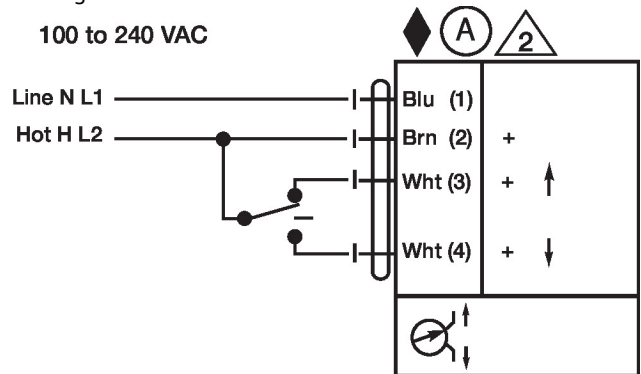 100 to 240 VAC
A
2
Line N L1
Blu (1)
Hot H L2
Brn (2) +
Wht (3) +
Wht (4) +